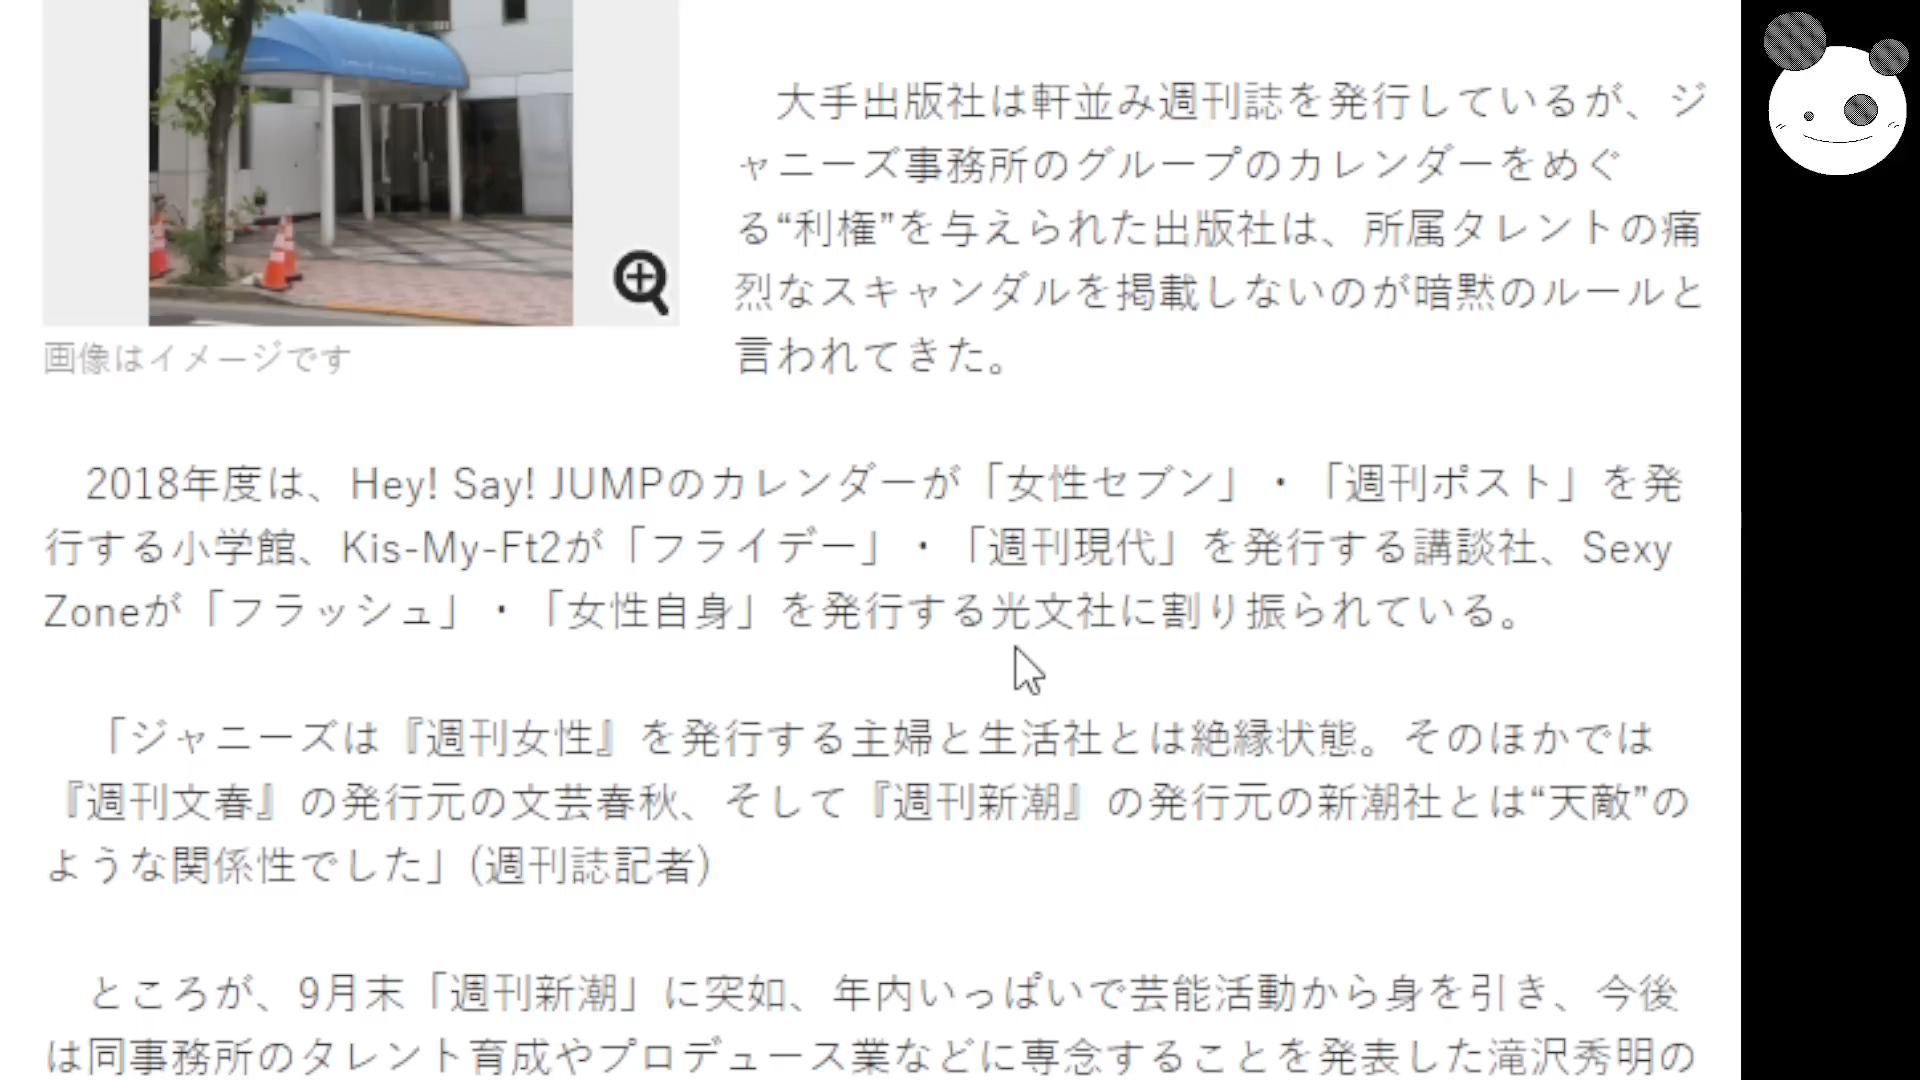 大手出版社は軒並み週刊誌を発行しているが、ジ
ャニーズ事務所のグループのカレンダーをめぐ
る“利権”を与えられた出版社は、所属タレントの痛
烈なスキャンダルを掲載しないのが暗黙のルールと
言われてきた。
画像はイメージです
2018年度は、Hey! Say! JUMPのカレンダーが「女性セブン」・「週刊ポスト」を発
行する小学館、Kis-My-Ft2が「フライデー」・「週刊現代」を発行する講談社、Sexy
Zoneが「フラッシュ」・「女性自身」を発行する光文社に割り振られている。
「ジャニーズは『週刊女性』を発行する主婦と生活社とは絶縁状態。そのほかでは
『週刊文春』の発行元の文芸春秋、そして『週刊新潮』の発行元の新潮社とは“天敵”の
ような関係性でした」(週刊誌記者)
ところが、9月末「週刊新潮」に突如、年内いっぱいで芸能活動から身を引き、今後
は同事務所のタレント育成やプロデュース業などに専念することを発表した滝沢秀明の